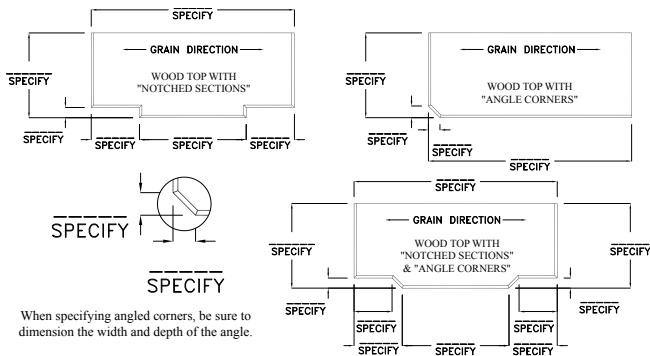 SPECIFY
GRAIN DIRECTION
SPECIFY
WOOD TOP WITH
"NOTCHED SECTIONS"
SPECIFY
SPECIFY
SPECIFY
SPECIFY
GRAIN DIRECTION
SPECIFY
WOOD TOP WITH
"ANGLE CORNERS"
SPECIFY
SPECIFY
SPECIFY
SPECIFY
SPECIFY
When specifying angled corners, be sure to
dimension the width and depth of the angle.
SPECIFY
GRAIN DIRECTION
SPECIFY
WOOD TOP WITH
"NOTCHED SECTIONS"
& "ANGLE CORNERS"
SPECIFY
SPECIFY
SPECIFY
SPECIFY
SPECIFY
SPECIFY
SPECIFY
SPECIFY